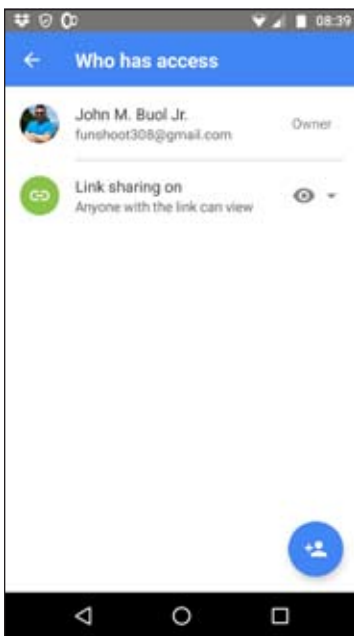 08:39
Who has access
John M. Buol Jr.
Owner
funshoot308@gmail.com
Link sharing on
Anyone with the link can view